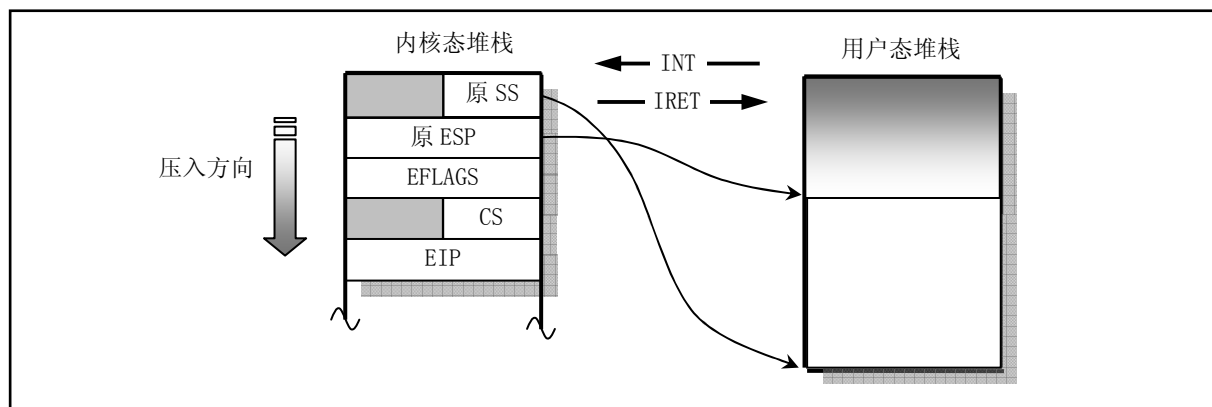 内核态堆栈
用户态堆栈
INT
IRET
原 SS
原 ESP
EFLAGS
CS
EIP
压入方向